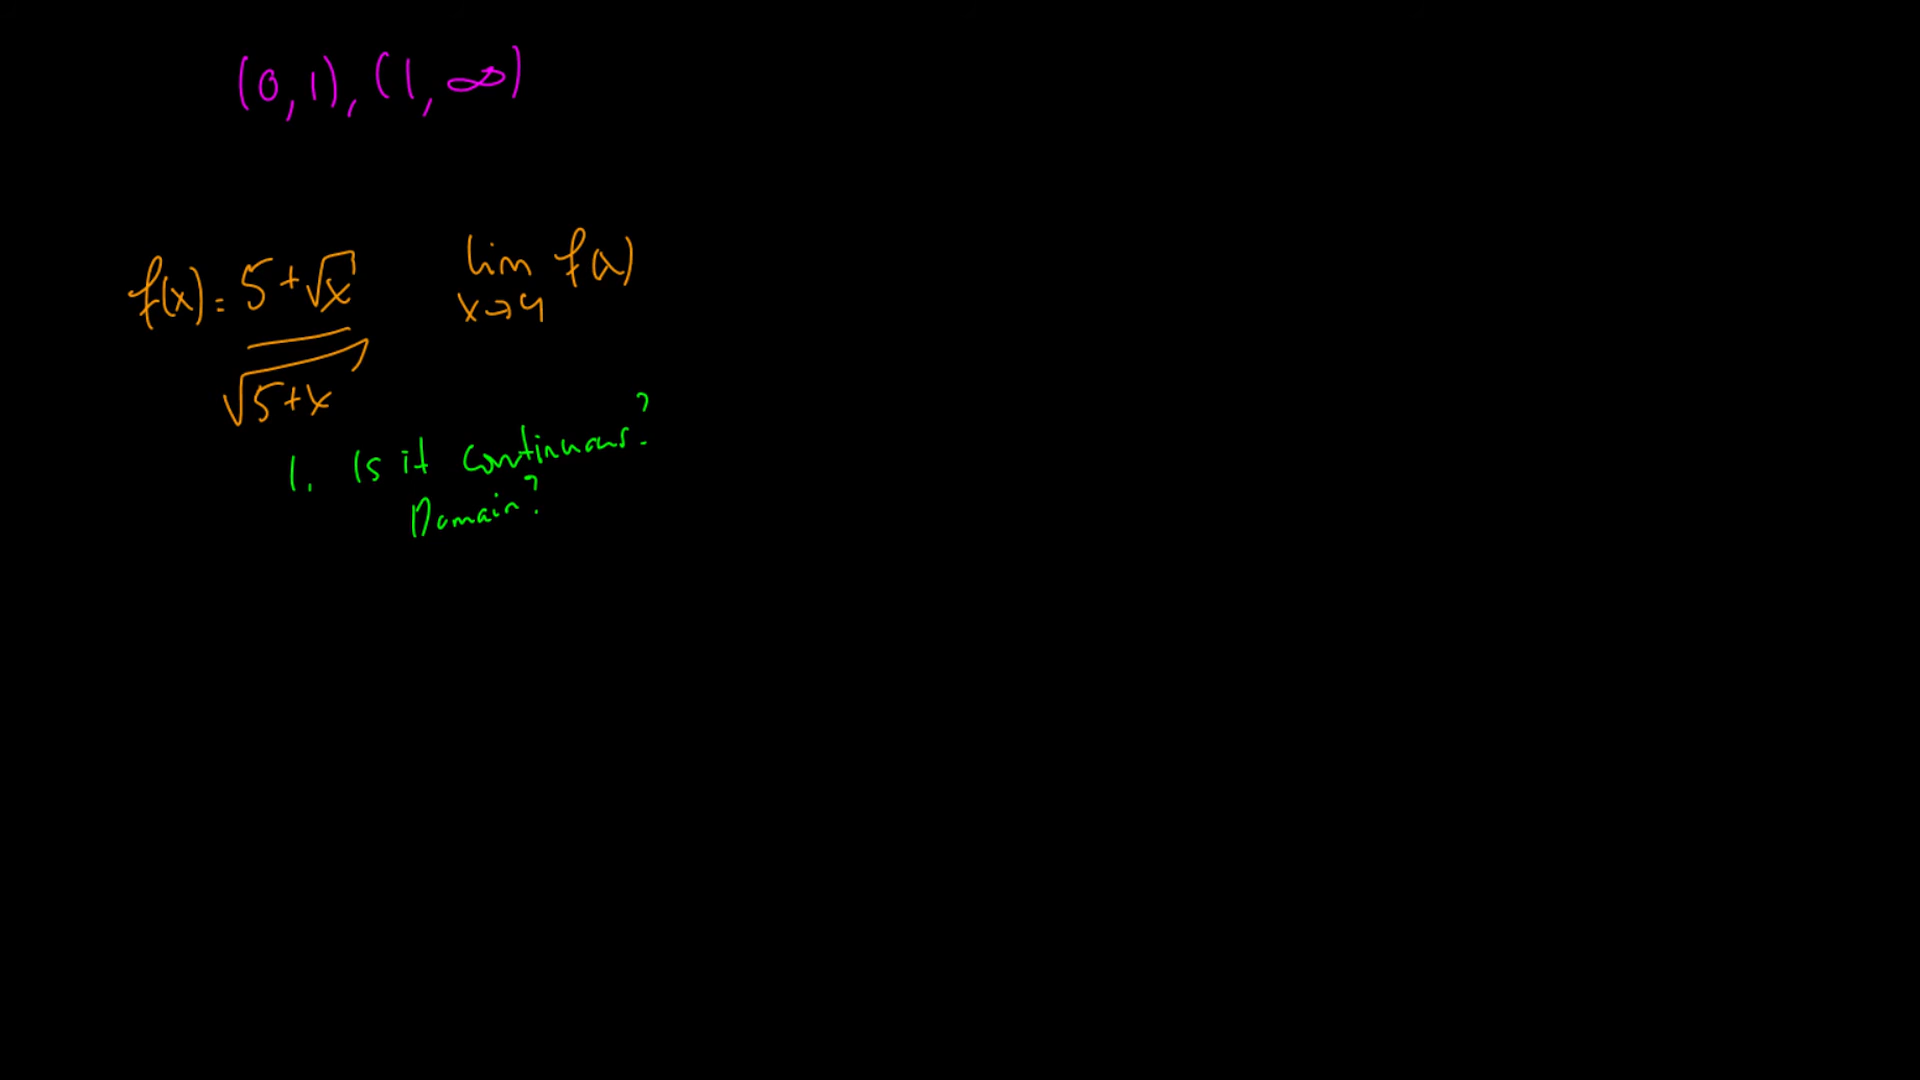 (0, 1), (1, ∞)
f(x) = 5 + √x lim f(x)
√5+x x→4
1. Is it continuous?
Domain?